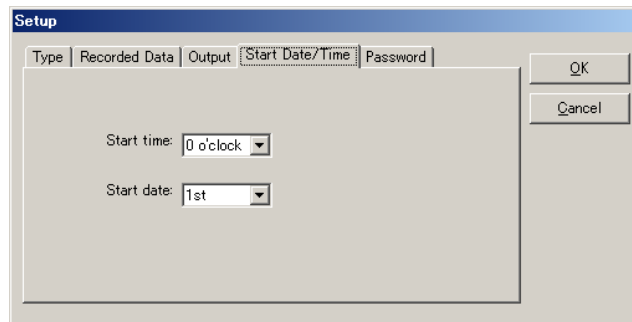 Setup
Type Recorded Data Output Start Date/Time Password
OK
Cancel
Start time: 0 o'clock
Start date: 1st